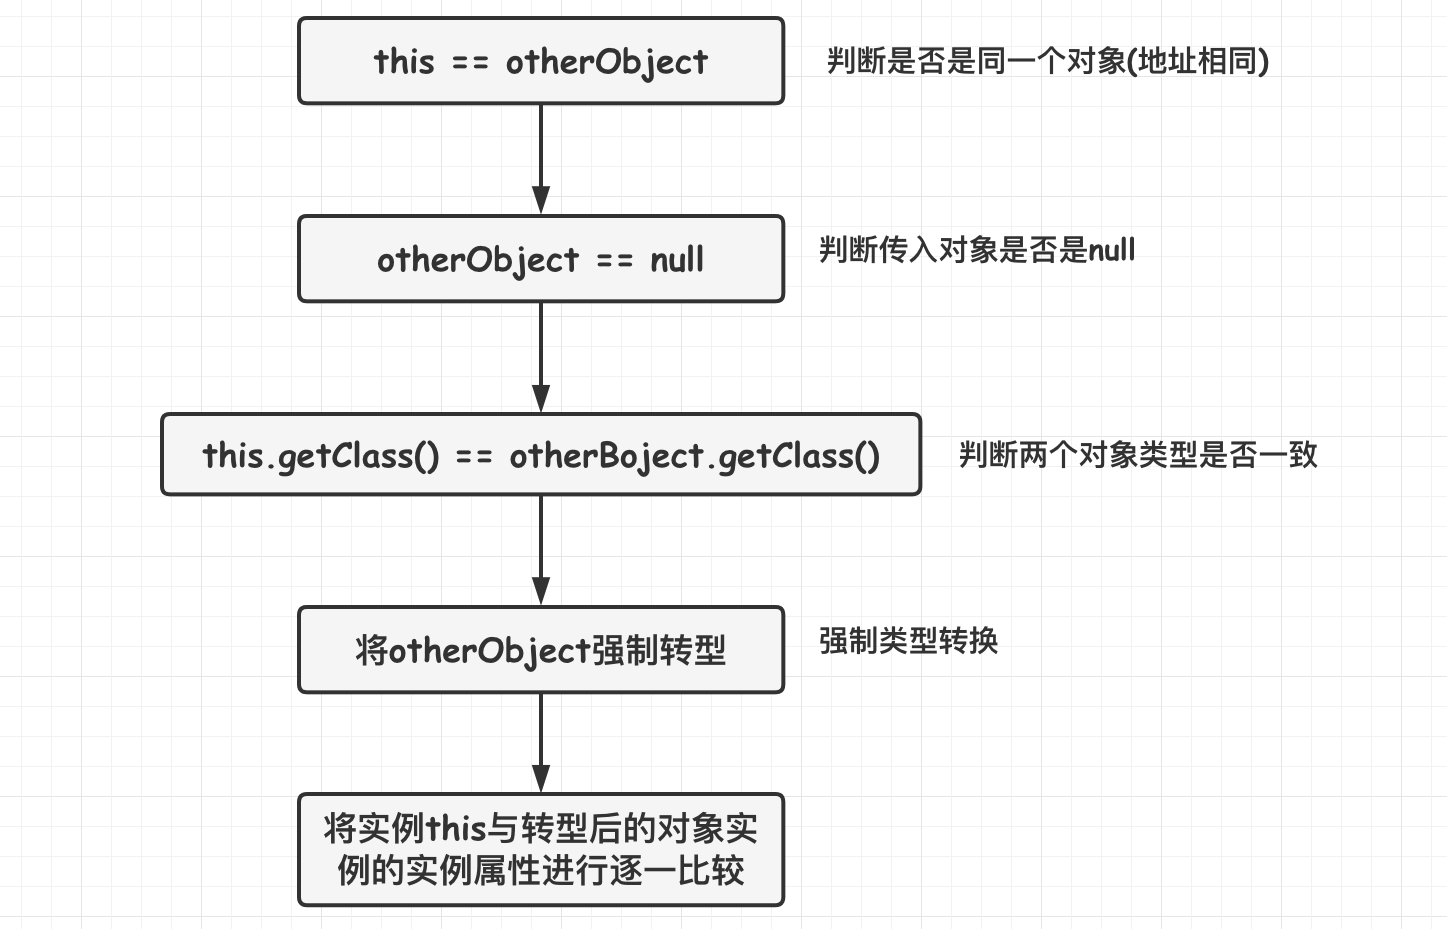 this == otherObject
判断是否是同一个对象(地址相同)
otherObject == null
判断传入对象是否是null
this.getClass() == otherBoject.getClass()
判断两个对象类型是否一致
将otherObject强制转型
强制类型转换
将实例this与转型后的对象实
例的实例属性进行逐一比较